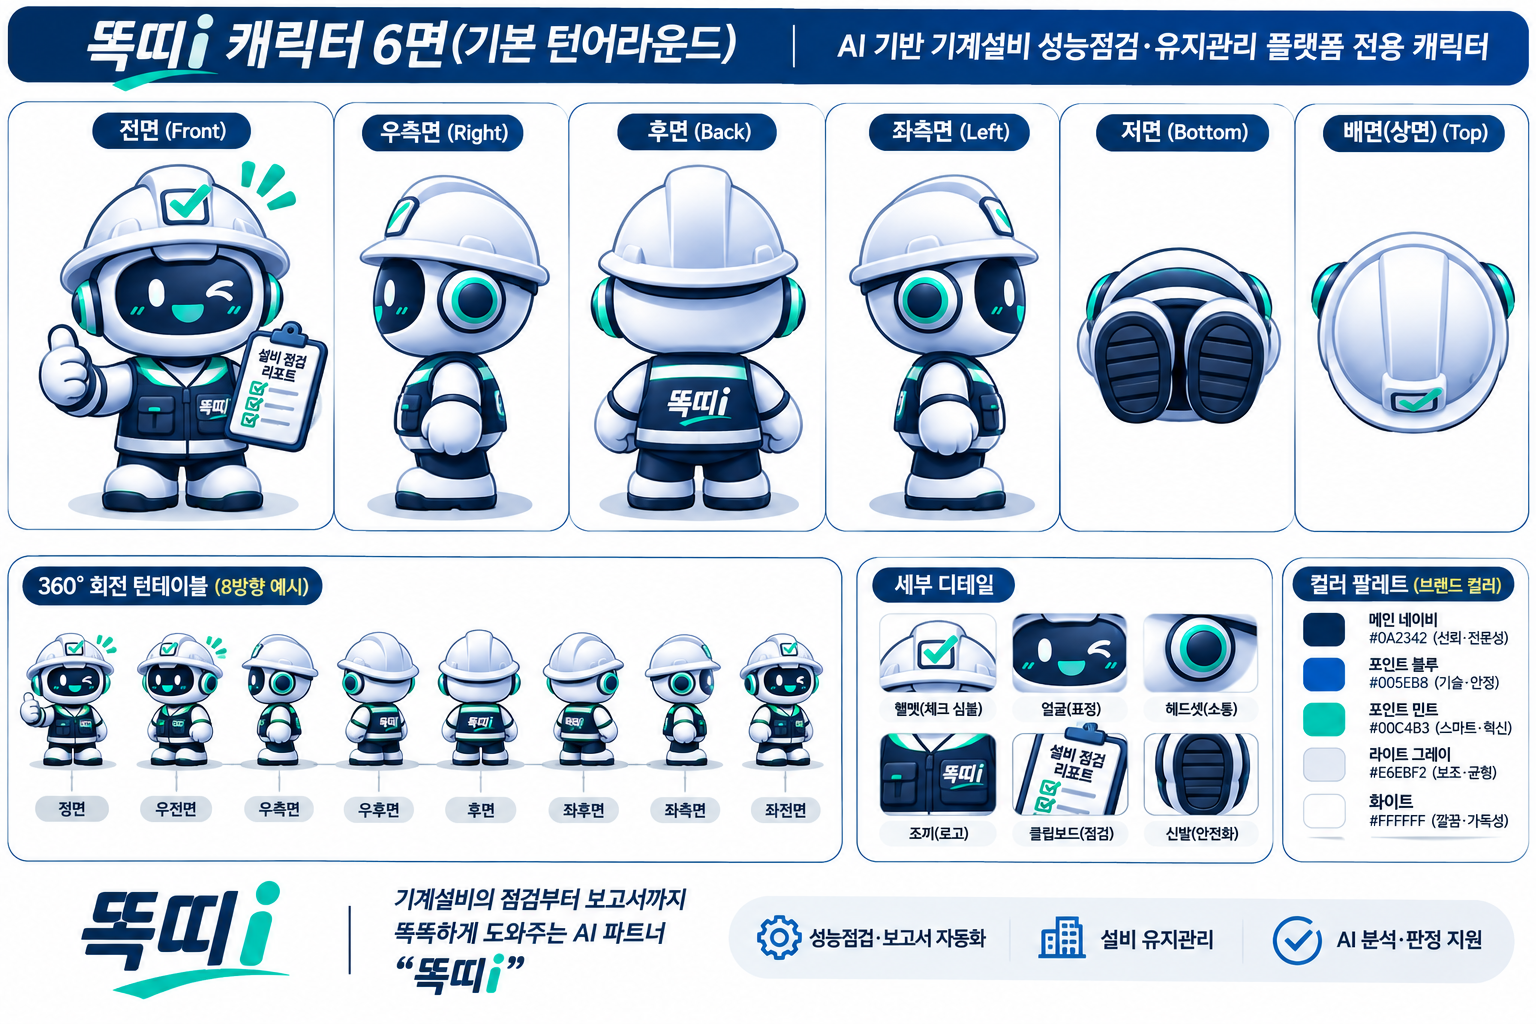 똑띠i 캐릭터 6면(기본 턴어라운드)
AI 기반 기계설비 성능점검·유지관리 플랫폼 전용 캐릭터
전면 (Front)
우측면 (Right)
후면 (Back)
좌측면 (Left)
저면 (Bottom)
배면(상면) (Top)
설비 점검
리포트
똑띠i
똑띠i
360° 회전 턴테이블 (8방향 예시)
똑띠i
똑띠i
정면
우전면
우측면
우후면
후면
좌후면
좌측면
좌전면
세부 디테일
헬멧(체크 심볼)
얼굴(표정)
헤드셋(소통)
똑띠i
설비 점검
리포트
조끼(로고)
클립보드(점검)
신발(안전화)
컬러 팔레트 (브랜드 컬러)
메인 네이비
#0A2342 (신뢰·전문성)
포인트 블루
#005EB8 (기술·안정)
포인트 민트
#00C4B3 (스마트·혁신)
라이트 그레이
#E6EBF2 (보조·균형)
화이트
#FFFFFF (깔끔·가독성)
똑띠i
기계설비의 점검부터 보고서까지
똑똑하게 도와주는 AI 파트너
“똑띠i”
성능점검·보고서 자동화
설비 유지관리
AI 분석·판정 지원